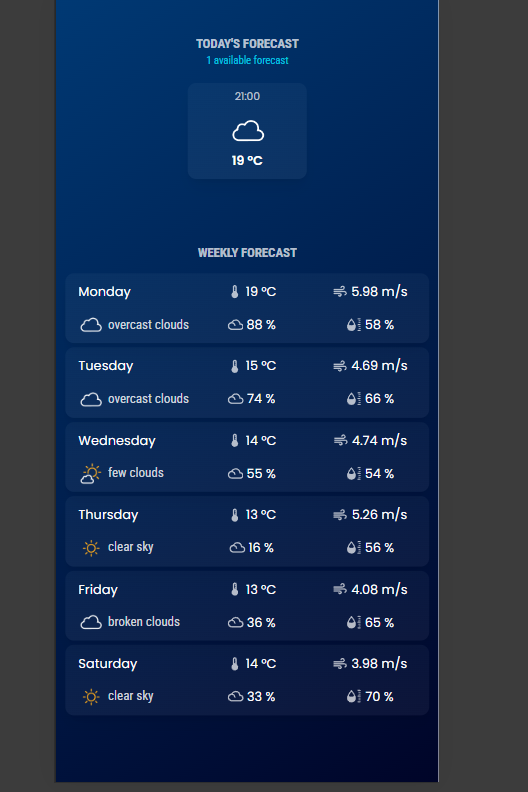 TODAY'S FORECAST
1 available forecast
21:00
19 °C
WEEKLY FORECAST
Monday 19 °C 5.98 m/s
overcast clouds 88 % 58 %
Tuesday 15 °C 4.69 m/s
overcast clouds 74 % 66 %
Wednesday 14 °C 4.74 m/s
few clouds 55 % 54 %
Thursday 13 °C 5.26 m/s
clear sky 16 % 56 %
Friday 13 °C 4.08 m/s
broken clouds 36 % 65 %
Saturday 14 °C 3.98 m/s
clear sky 33 % 70 %